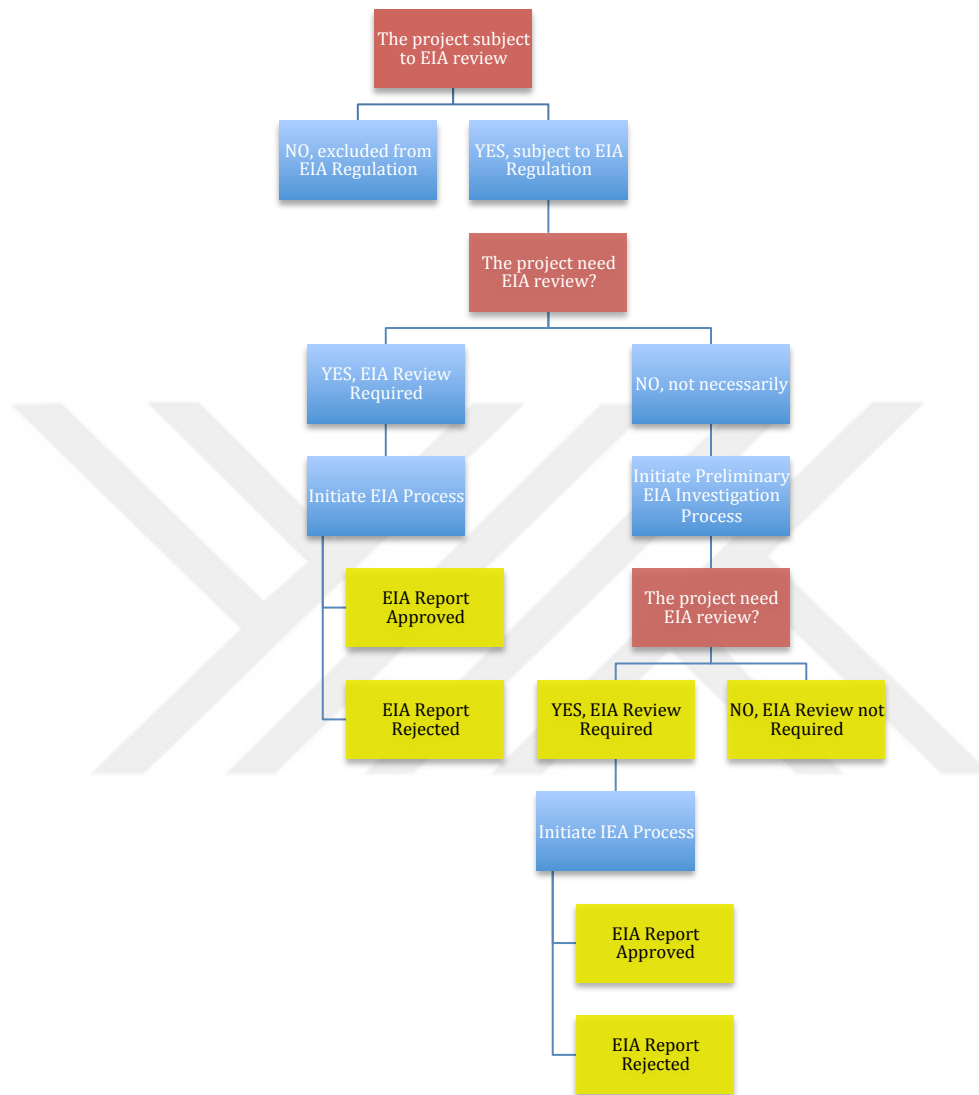 The project subject
to EIA review
NO, excluded from
EIA Regulation
YES, subject to EIA
Regulation
The project need
EIA review?
YES, EIA Review
Required
NO, not necessarily
Initiate EIA Process
Initiate Preliminary
EIA Investigation
Process
EIA Report
Approved
The project need
EIA review?
EIA Report
Rejected
YES, EIA Review
Required
NO, EIA Review not
Required
Initiate IEA Process
EIA Report
Approved
EIA Report
Rejected